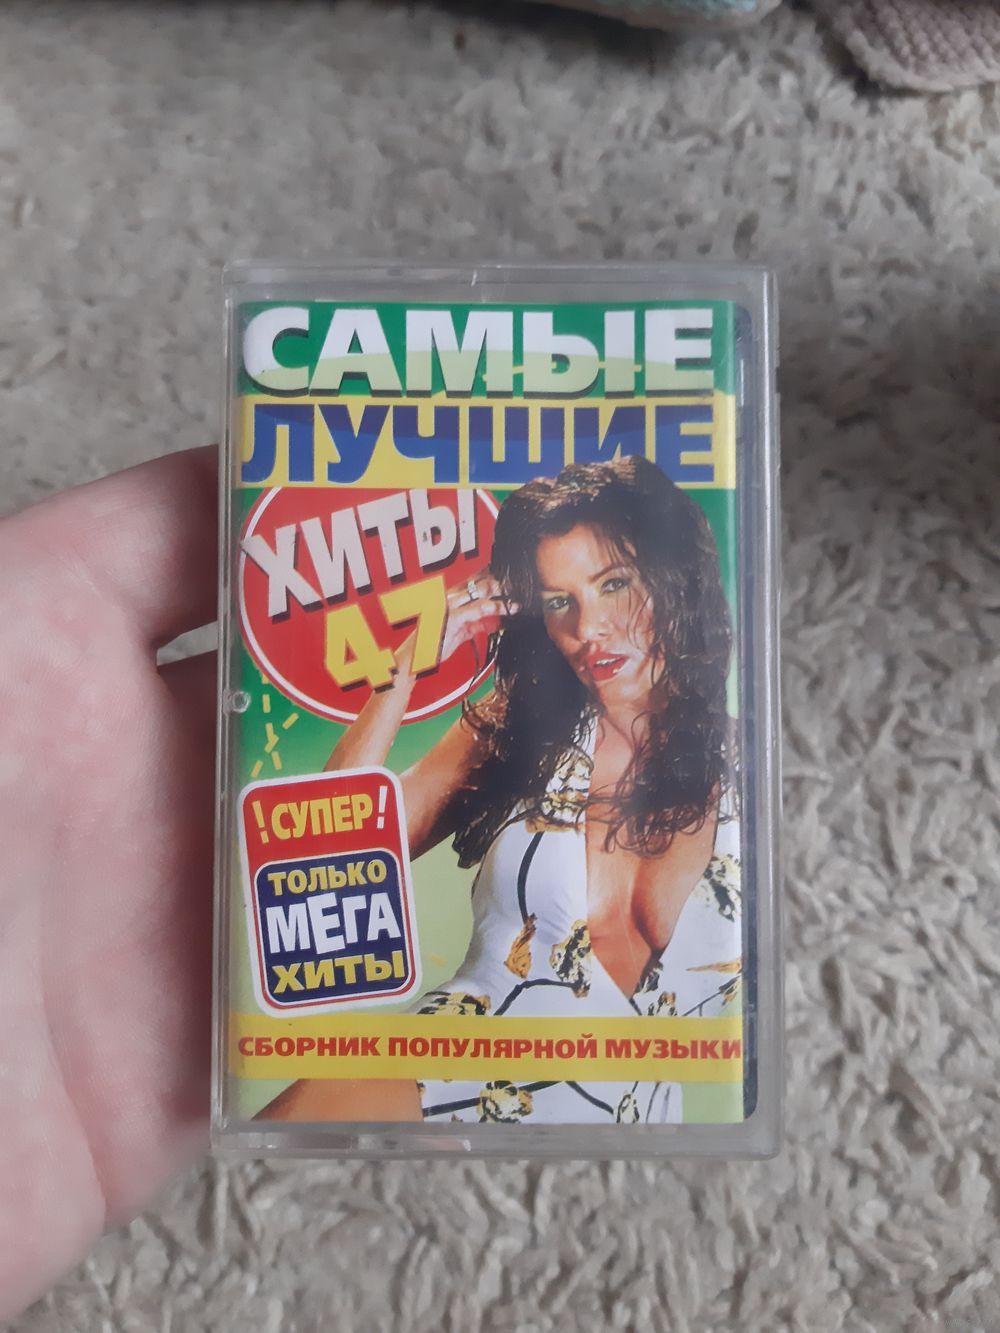 САМЫЕ
ЛУЧШИЕ
ХИТЫ
47
!СУПЕР!
ТОЛЬКО
МЕГА
ХИТЫ
СБОРНИК ПОПУЛЯРНОЙ МУЗЫКИ